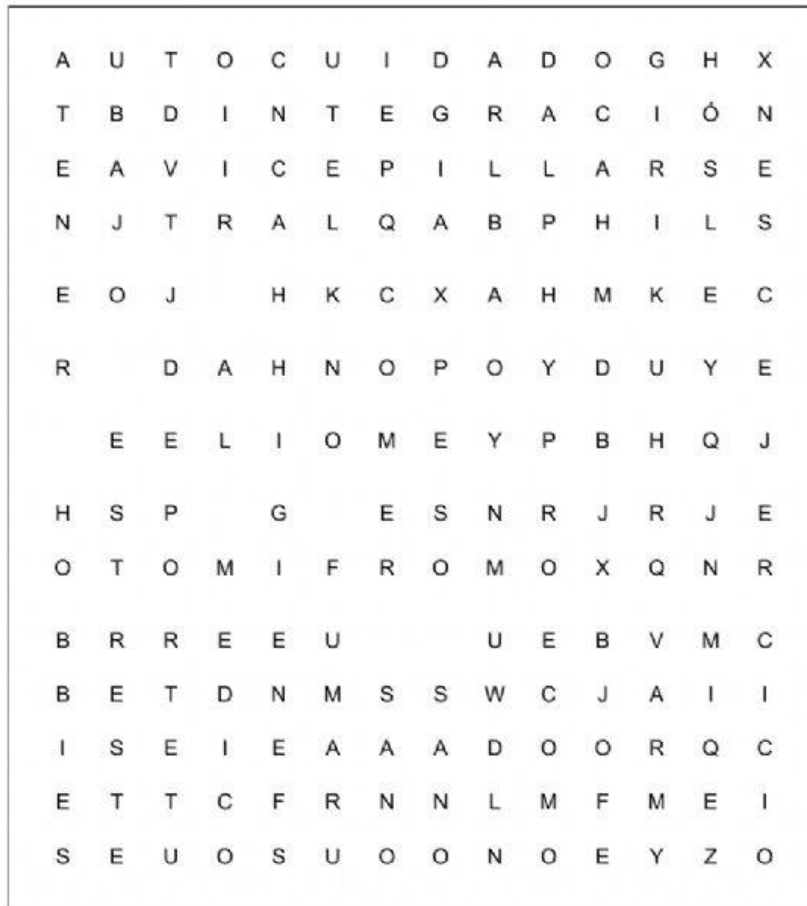 A U T O C U I D A D O G H X
T B D I N T E G R A C I Ó N
E A V I C E P I L L A R S E
N J T R A L Q A B P H I L S
E O J H K C X A H M K E C
R D A H N O P O Y D U Y E
E E L I O M E Y P B H Q J
H S P G E S N R J R J E
O T O M I F R O M O X Q N R
B R R E E U U E B V M C
B E T D N M S S W C J A I I
I S E I E A A A D O O R Q C
E T T C F R N N L M F M E I
S E U O S U O O N O E Y Z O